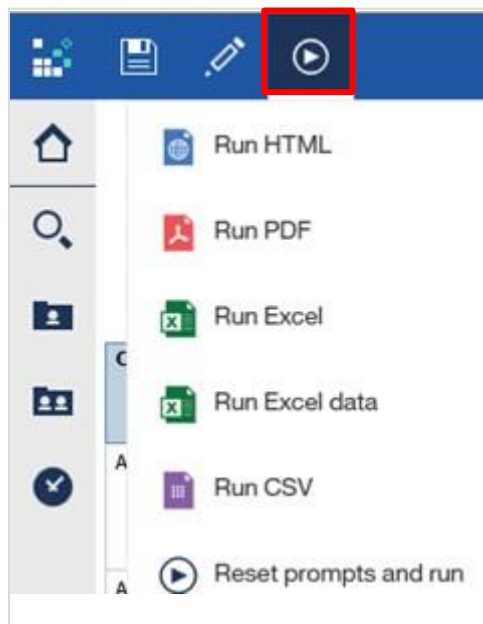 Run HTML
Run PDF
Run Excel
C
Run Excel data
A
Run CSV
Reset prompts and run
A